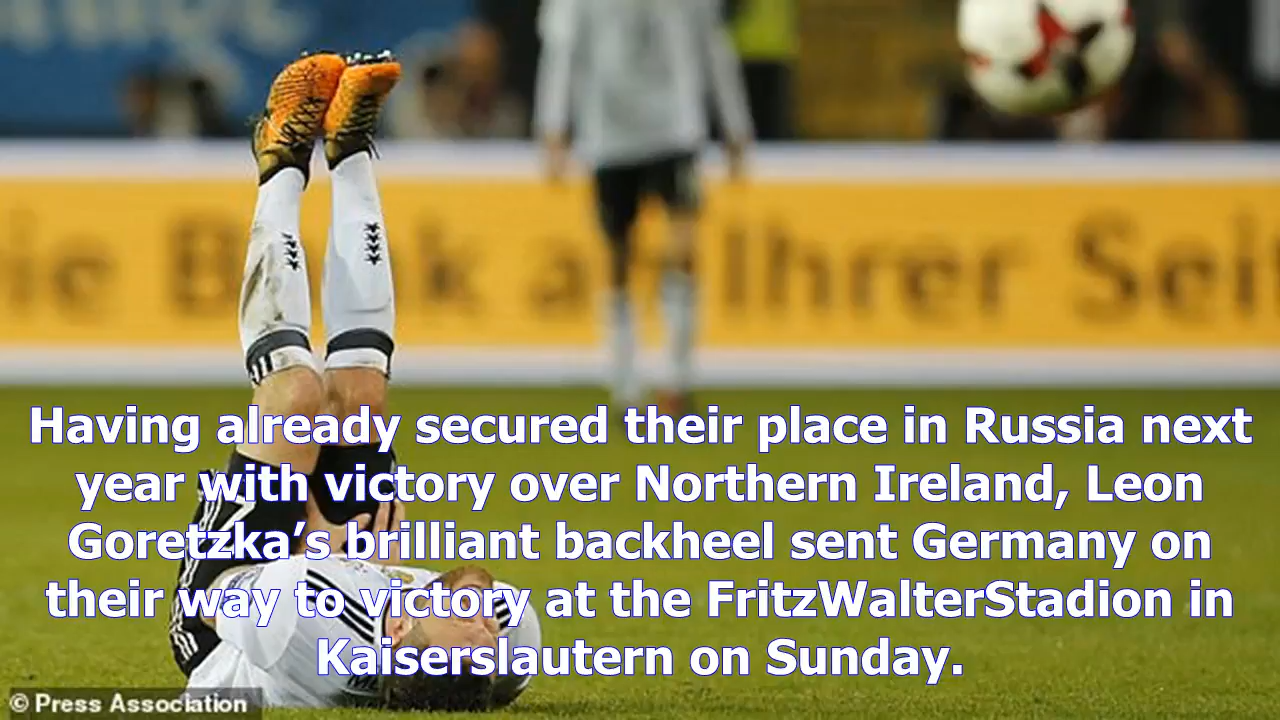 Ihrer
Having already secured their place in Russia next
year with victory over Northern Ireland, Leon
Goretzka’s brilliant backheel sent Germany on
their way to victory at the FritzWalterStadion in
Kaiserslautern on Sunday.
© Press Association